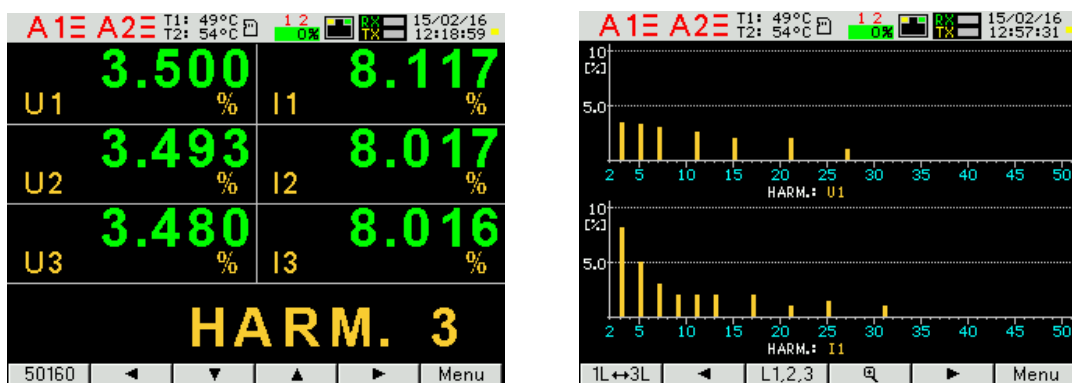 A1Ξ A2Ξ T1: 49°C T2: 54°C 1 2 0% RX TX 15/02/16 12:18:59
3.500 % U1
8.117 % I1
3.493 % U2
8.017 % I2
3.480 % U3
8.016 % I3
HARM. 3
50160 ◄ ▼ ▲ ► Menu
A1Ξ A2Ξ T1: 49°C T2: 54°C 1 2 0% RX TX 15/02/16 12:57:31
10
[%]
5.0
2 5 10 15 20 25 30 35 40 45 50
HARM.: U1
10
[%]
5.0
2 5 10 15 20 25 30 35 40 45 50
HARM.: I1
1L↔3L ◄ L1,2,3 ► Menu